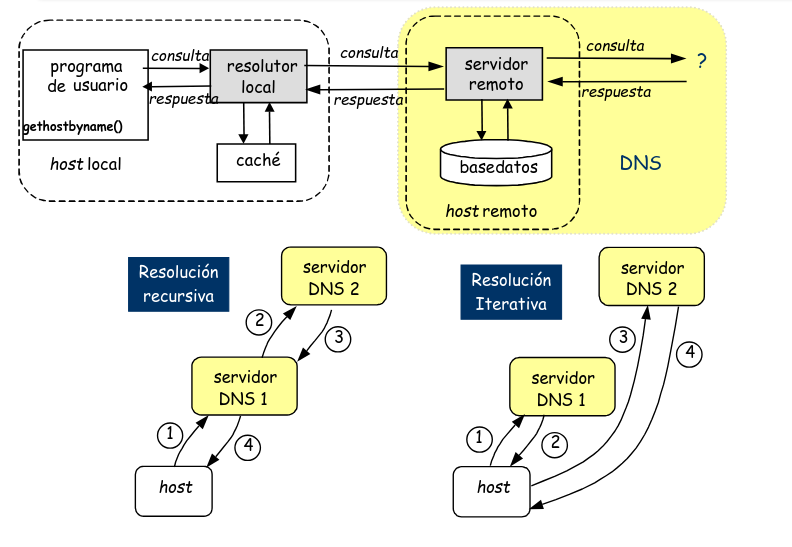 consulta
programa
de usuario
respuesta
gethostbyname()
host local
resolutor
local
caché
consulta
respuesta
servidor
remoto
basedatos
host remoto
consulta
?
respuesta
DNS
Resolución
recursiva
servidor
DNS 2
2
3
servidor
DNS 1
1
4
host
Resolución
Iterativa
servidor
DNS 2
3
4
servidor
DNS 1
1
2
host